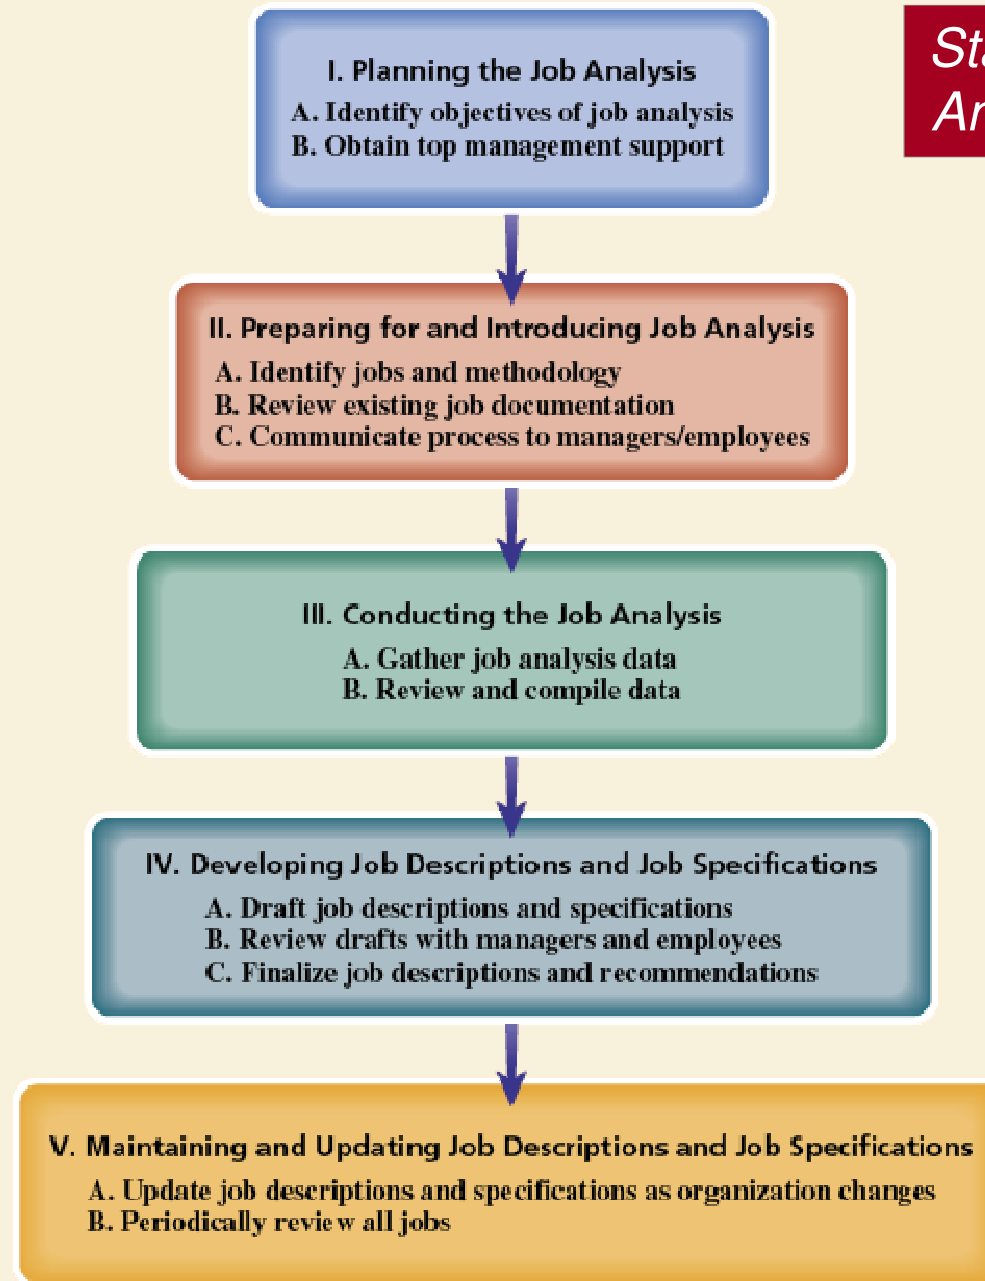 I. Planning the Job Analysis
A. Identify objectives of job analysis
B. Obtain top management support
II. Preparing for and Introducing Job Analysis
A. Identify jobs and methodology
B. Review existing job documentation
C. Communicate process to managers/employees
III. Conducting the Job Analysis
A. Gather job analysis data
B. Review and compile data
IV. Developing Job Descriptions and Job Specifications
A. Draft job descriptions and specifications
B. Review drafts with managers and employees
C. Finalize job descriptions and recommendations
V. Maintaining and Updating Job Descriptions and Job Specifications
A. Update job descriptions and specifications as organization changes
B. Periodically review all jobs